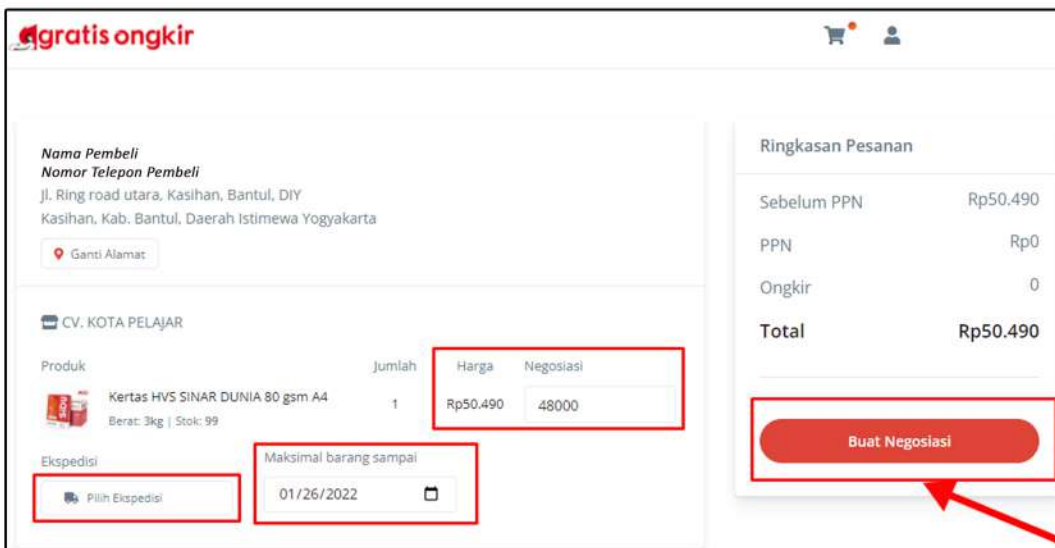 gratis ongkir
Nama Pembeli
Nomor Telepon Pembeli
Jl. Ring road utara, Kasihan, Bantul, DIY
Kasihan, Kab. Bantul, Daerah Istimewa Yogyakarta
Ganti Alamat
CV. KOTA PELAJAR
Produk Jumlah Harga Negosiasi
SIDU
Kertas HVS SINAR DUNIA 80 gsm A4 1 Rp50.490 48000
Berat: 3kg | Stok: 99
Ekspedisi Maksimal barang sampai
Pilih Ekspedisi 01/26/2022
Ringkasan Pesanan
Sebelum PPN Rp50.490
PPN Rp0
Ongkir 0
Total Rp50.490
Buat Negosiasi